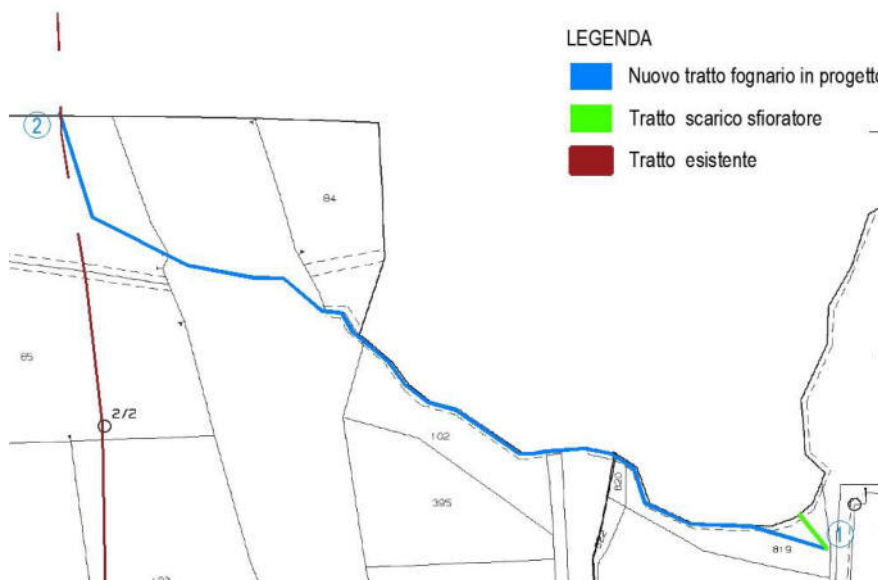 LEGENDA
Nuovo tratto fognario in progetto
Tratto scarico sfioratore
Tratto esistente
2
84
85
2/2
102
395
820
819
1